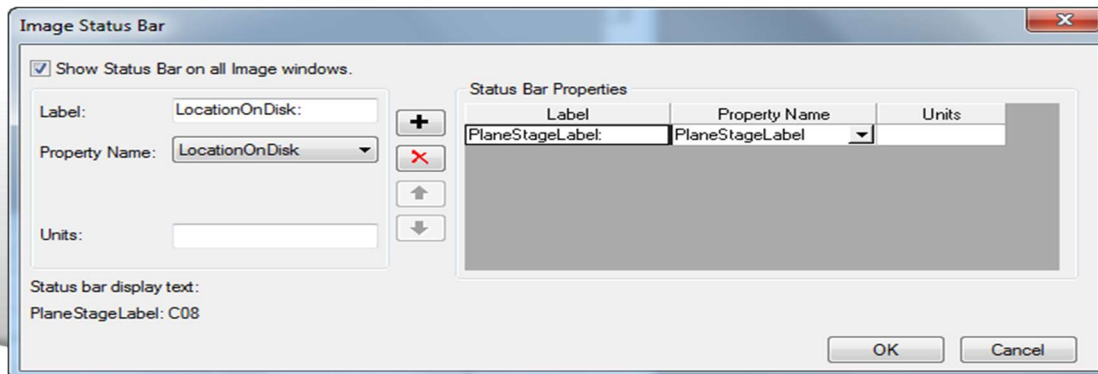 Image Status Bar
Show Status Bar on all Image windows.
Label:
LocationOnDisk:
Property Name:
LocationOnDisk
Units:
Status Bar Properties
Label Property Name Units
PlaneStageLabel: PlaneStageLabel
Status bar display text:
PlaneStageLabel: C08
OK Cancel